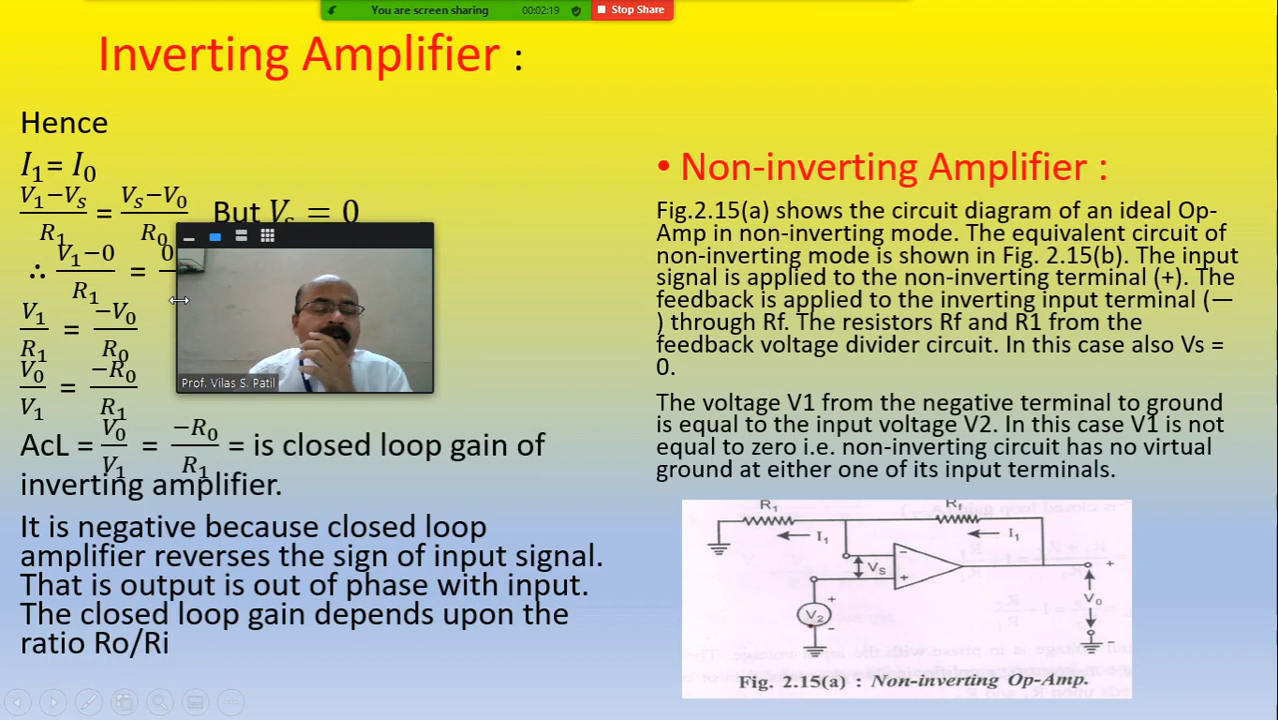 You are screen sharing 00:02:19 Stop Share
Inverting Amplifier :
Hence
I₁= I₀
(V₁−Vₛ)/R₁ = (Vₛ−V₀)/R₀ But Vₛ = 0
∴ (V₁−0)/R₁ = 0
V₁/R₁ = −V₀/R₀
V₀/V₁ = −R₀/R₁
AcL = V₀/V₁ = −R₀/R₁ = is closed loop gain of
inverting amplifier.
It is negative because closed loop
amplifier reverses the sign of input signal.
That is output is out of phase with input.
The closed loop gain depends upon the
ratio Ro/Ri
Prof. Vilas S. Patil
• Non-inverting Amplifier :
Fig.2.15(a) shows the circuit diagram of an ideal Op-
Amp in non-inverting mode. The equivalent circuit of
non-inverting mode is shown in Fig. 2.15(b). The input
signal is applied to the non-inverting terminal (+). The
feedback is applied to the inverting input terminal (—
) through Rf. The resistors Rf and R1 from the
feedback voltage divider circuit. In this case also Vs =
0.
The voltage V1 from the negative terminal to ground
is equal to the input voltage V2. In this case V1 is not
equal to zero i.e. non-inverting circuit has no virtual
ground at either one of its input terminals.
R₁ Rf
I₁ I₁
− +
Vs
+
+ V₀
V₂
− −
Fig. 2.15(a) : Non-inverting Op-Amp.